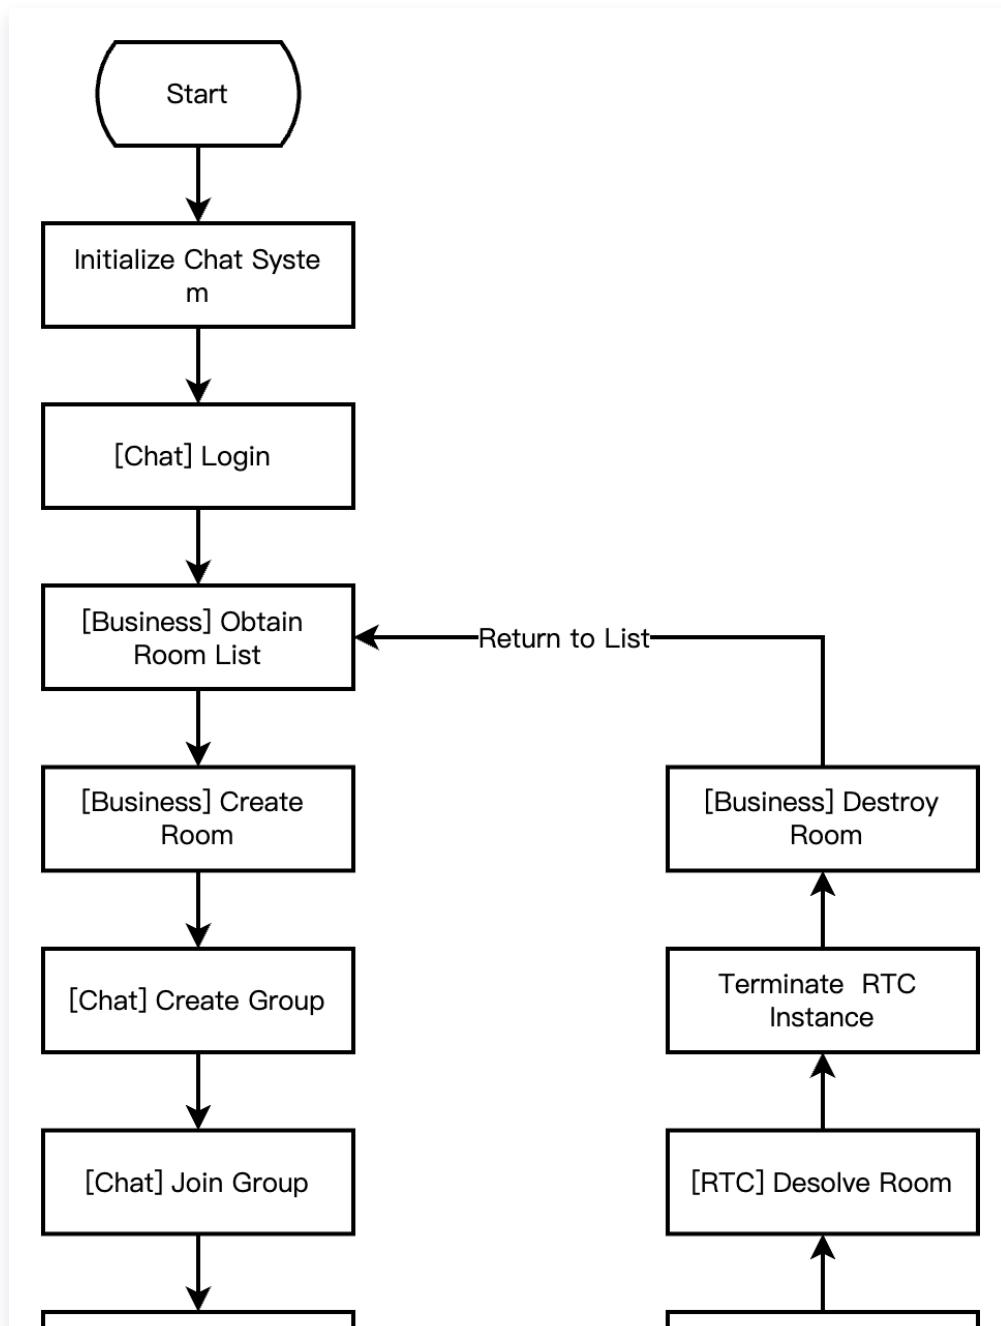 Start
Initialize Chat Syste
m
[Chat] Login
[Business] Obtain
Room List
Return to List
[Business] Create
Room
[Business] Destroy
Room
[Chat] Create Group
Terminate  RTC
Instance
[Chat] Join Group
[RTC] Desolve Room